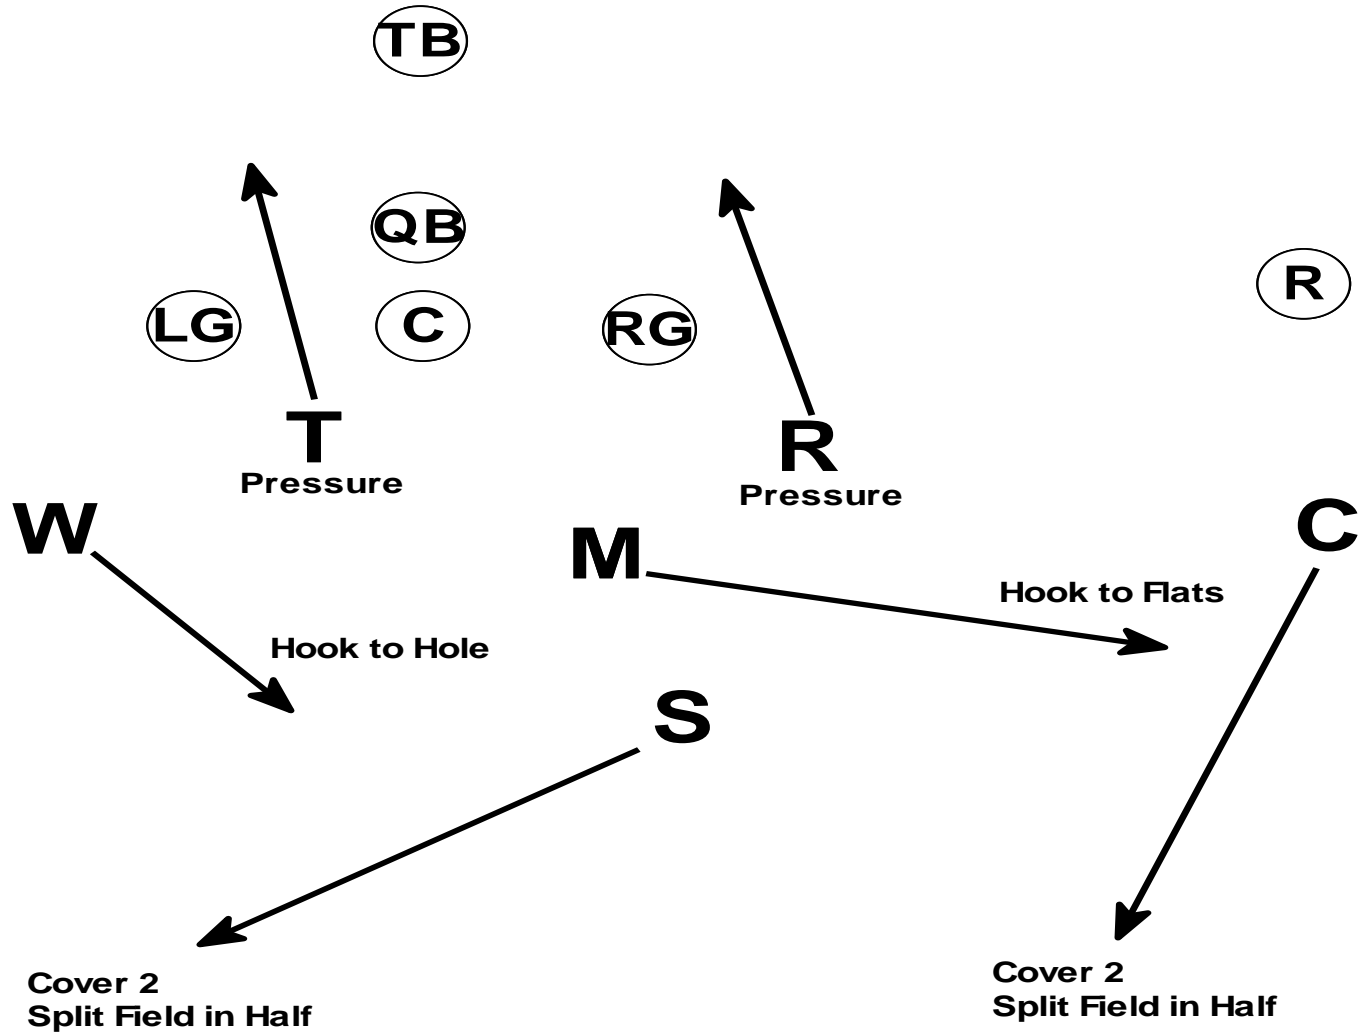 TB
QB
R
LG
C
RG
T
Pressure
R
Pressure
W
M
C
Hook to Flats
Hook to Hole
S
Cover 2
Split Field in Half
Cover 2
Split Field in Half